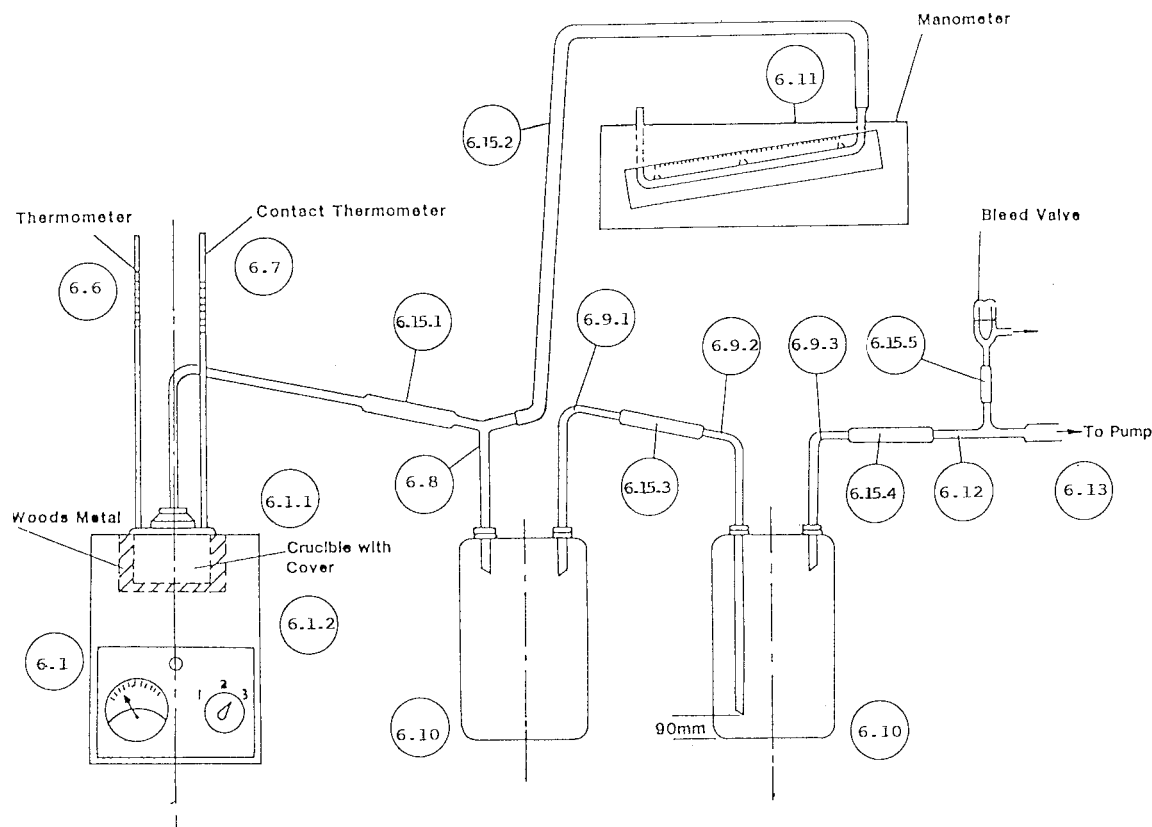 Manometer
6.11
6.15.2
Thermometer
Contact Thermometer
6.7
6.6
Bleed Valve
6.15.1
6.9.1
6.9.2
6.9.3
6.15.5
To Pump
6.8
6.15.3
6.15.4
6.12
6.13
6.1.1
Woods Metal
Crucible with
Cover
6.1.2
6.1
1 2 3
6.10
90mm
6.10